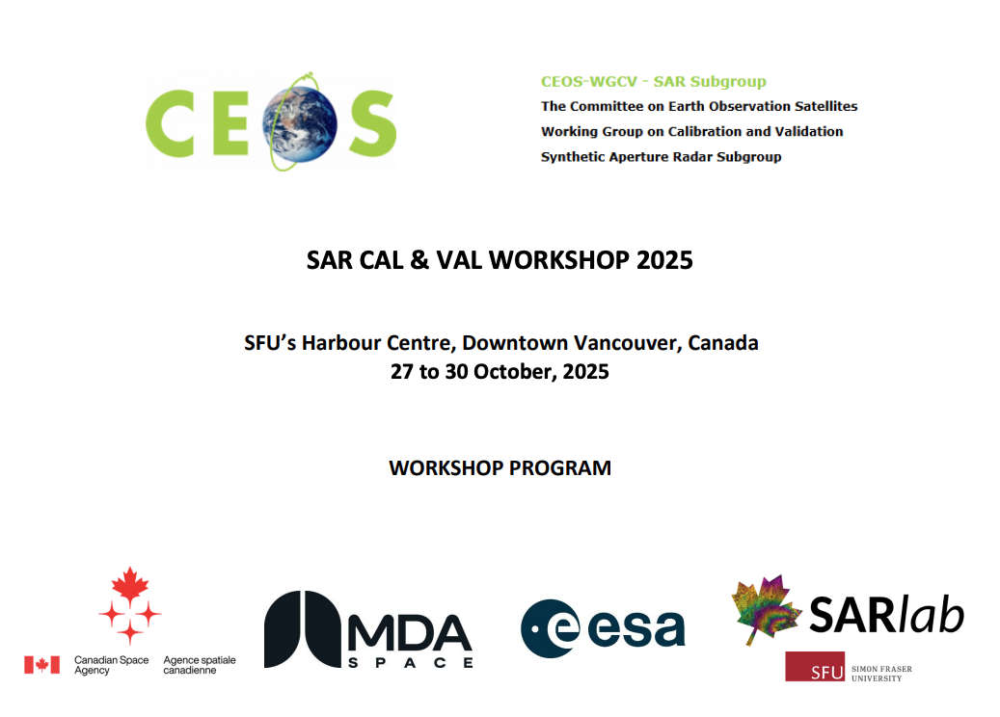 CEOS
CEOS-WGCV - SAR Subgroup
The Committee on Earth Observation Satellites
Working Group on Calibration and Validation
Synthetic Aperture Radar Subgroup
SAR CAL & VAL WORKSHOP 2025
SFU’s Harbour Centre, Downtown Vancouver, Canada
27 to 30 October, 2025
WORKSHOP PROGRAM
Canadian Space
Agency
Agence spatiale
canadienne
MDA
SPACE
esa
SARlab
SFU
SIMON FRASER
UNIVERSITY